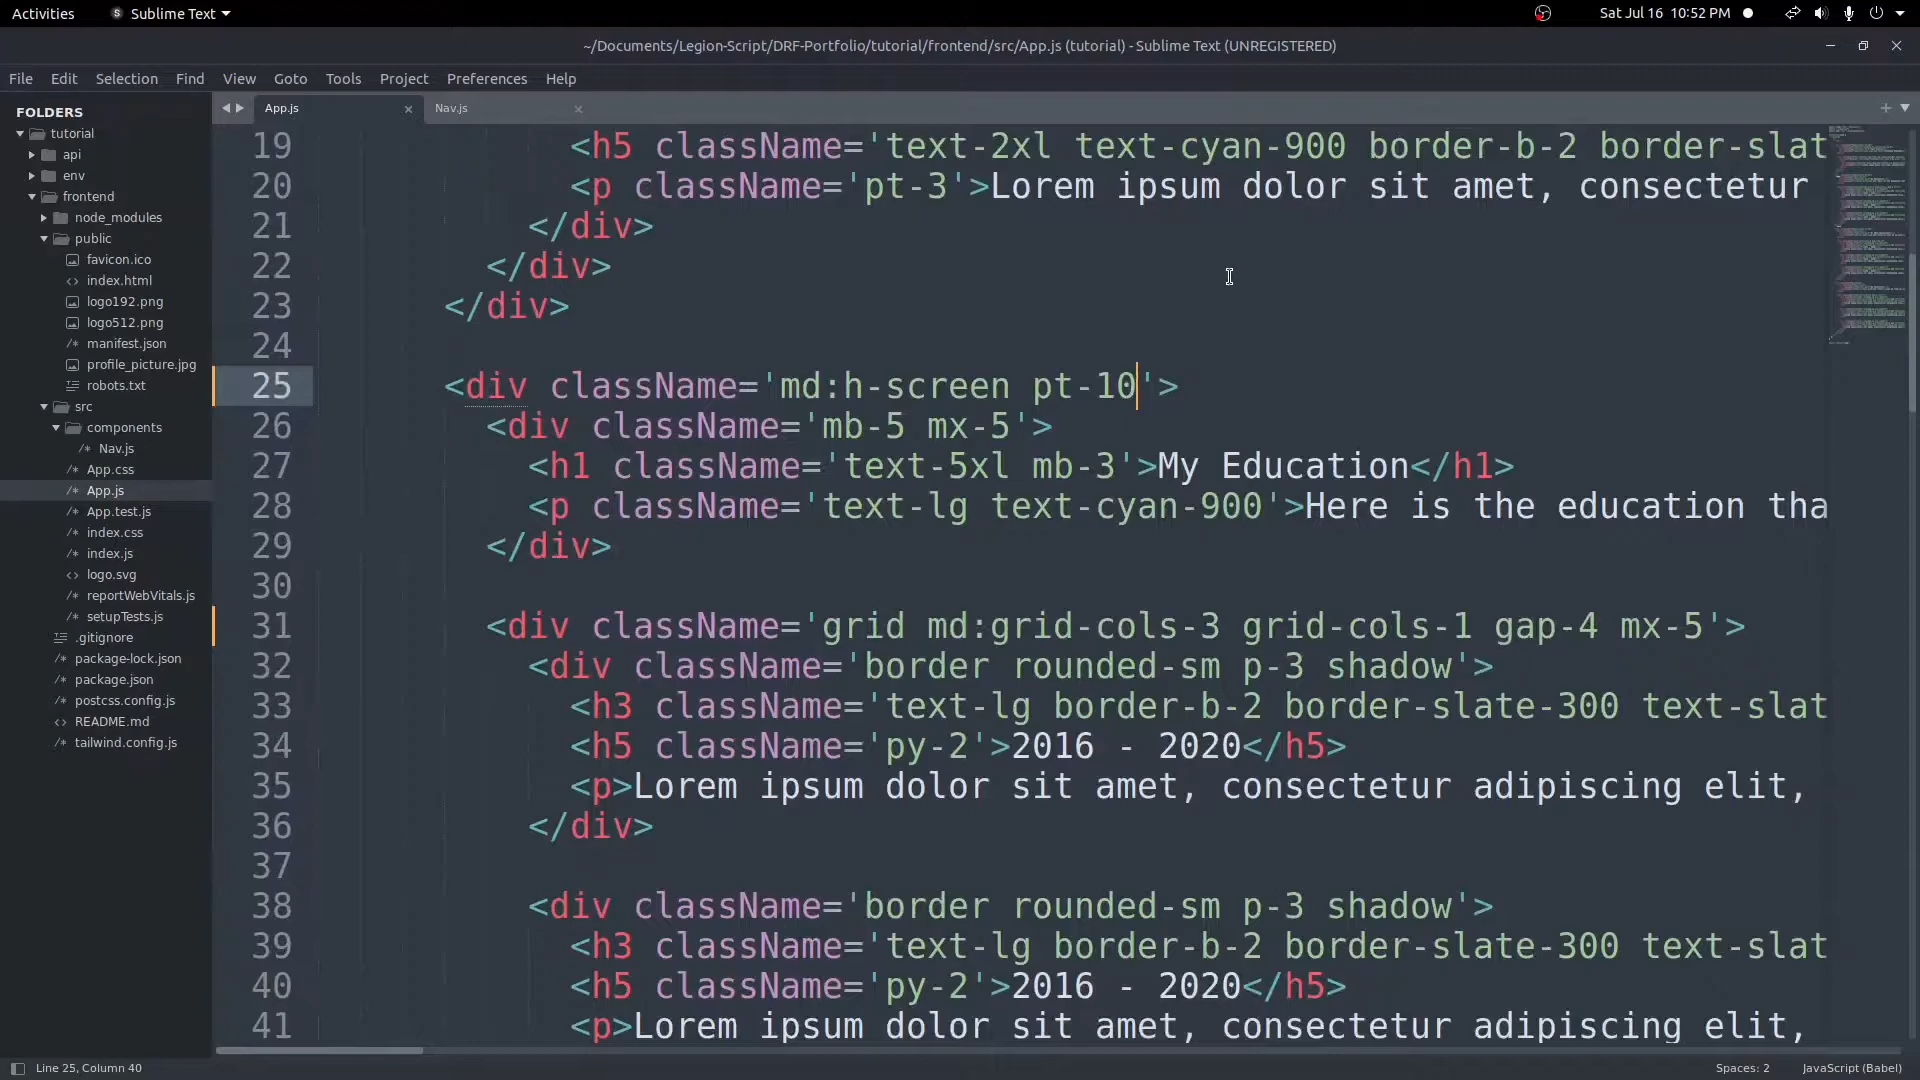 Activities
Sublime Text
Sat Jul 16 10:52 PM
~/Documents/Legion-Script/DRF-Portfolio/tutorial/frontend/src/App.js (tutorial) - Sublime Text (UNREGISTERED)
File Edit Selection Find View Goto Tools Project Preferences Help
FOLDERS
tutorial
api
env
frontend
node_modules
public
favicon.ico
<> index.html
logo192.png
logo512.png
/* manifest.json
profile_picture.jpg
robots.txt
src
components
/* Nav.js
/* App.css
/* App.js
/* App.test.js
/* index.css
/* index.js
<> logo.svg
/* reportWebVitals.js
/* setupTests.js
.gitignore
/* package-lock.json
/* package.json
/* postcss.config.js
<> README.md
/* tailwind.config.js
App.js
Nav.js
19 <h5 className='text-2xl text-cyan-900 border-b-2 border-slat
20 <p className='pt-3'>Lorem ipsum dolor sit amet, consectetur
21 </div>
22 </div>
23 </div>
24
25 <div className='md:h-screen pt-10'>
26 <div className='mb-5 mx-5'>
27 <h1 className='text-5xl mb-3'>My Education</h1>
28 <p className='text-lg text-cyan-900'>Here is the education tha
29 </div>
30
31 <div className='grid md:grid-cols-3 grid-cols-1 gap-4 mx-5'>
32 <div className='border rounded-sm p-3 shadow'>
33 <h3 className='text-lg border-b-2 border-slate-300 text-slat
34 <h5 className='py-2'>2016 - 2020</h5>
35 <p>Lorem ipsum dolor sit amet, consectetur adipiscing elit,
36 </div>
37
38 <div className='border rounded-sm p-3 shadow'>
39 <h3 className='text-lg border-b-2 border-slate-300 text-slat
40 <h5 className='py-2'>2016 - 2020</h5>
41 <p>Lorem ipsum dolor sit amet, consectetur adipiscing elit,
Line 25, Column 40
Spaces: 2
JavaScript (Babel)